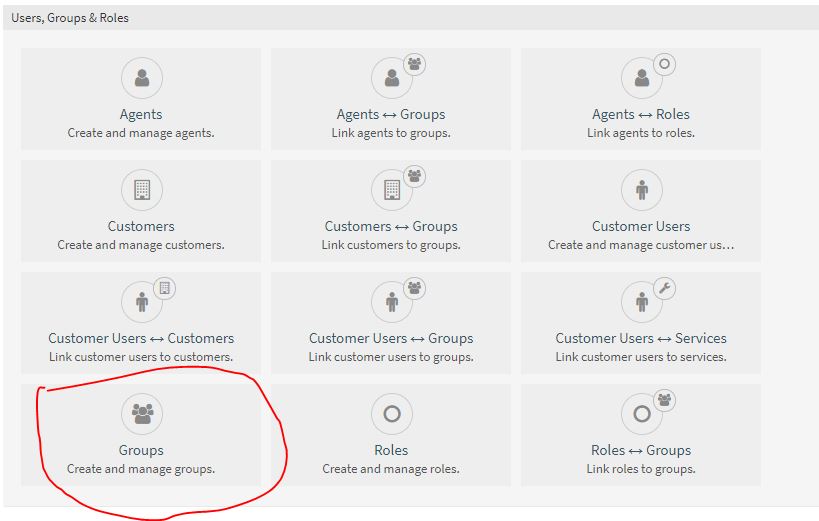 Users, Groups & Roles
Agents
Create and manage agents.
Agents ↔ Groups
Link agents to groups.
Agents ↔ Roles
Link agents to roles.
Customers
Create and manage customers.
Customers ↔ Groups
Link customers to groups.
Customer Users
Create and manage customer us…
Customer Users ↔ Customers
Link customer users to customers.
Customer Users ↔ Groups
Link customer users to groups.
Customer Users ↔ Services
Link customer users to services.
Groups
Create and manage groups.
Roles
Create and manage roles.
Roles ↔ Groups
Link roles to groups.